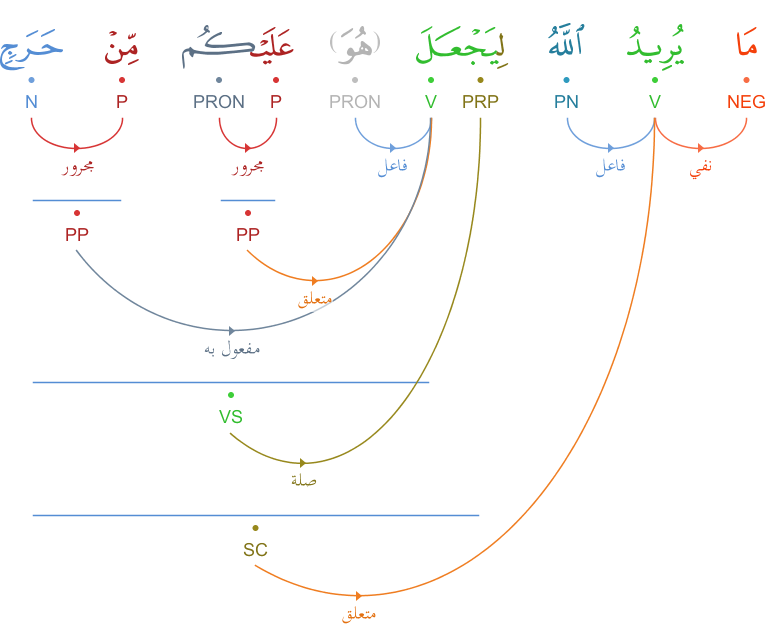 مَا يُرِيدُ ٱللَّهُ لِيَجْعَلَ (هُوَ) عَلَيْكُم مِّنْ حَرَجٍ
N P PRON P PRON V PRP PN V NEG
مجرور مجرور فاعل فاعل نفي
PP PP
متعلق
مفعول به
VS
صلة
SC
متعلق